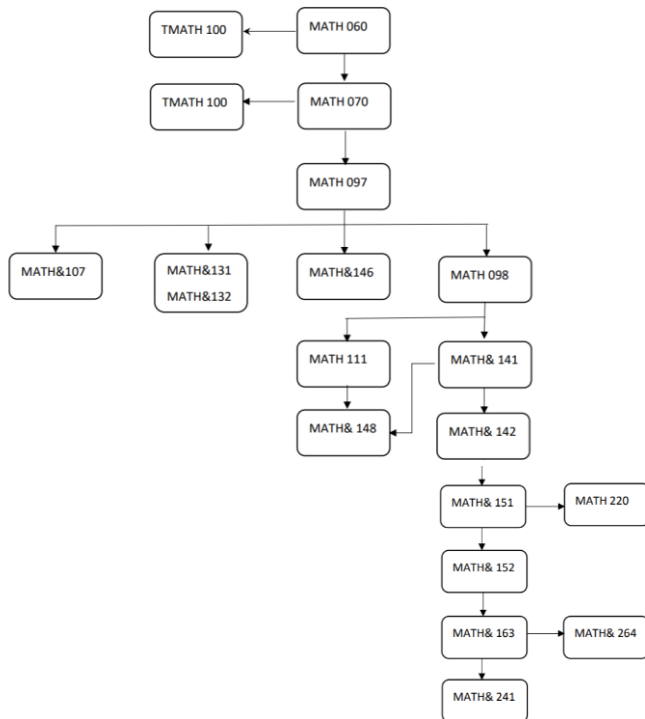 TMATH 100
MATH 060
TMATH 100
MATH 070
MATH 097
MATH&107
MATH&131
MATH&132
MATH&146
MATH 098
MATH 111
MATH& 141
MATH& 148
MATH& 142
MATH& 151
MATH 220
MATH& 152
MATH& 163
MATH& 264
MATH& 241